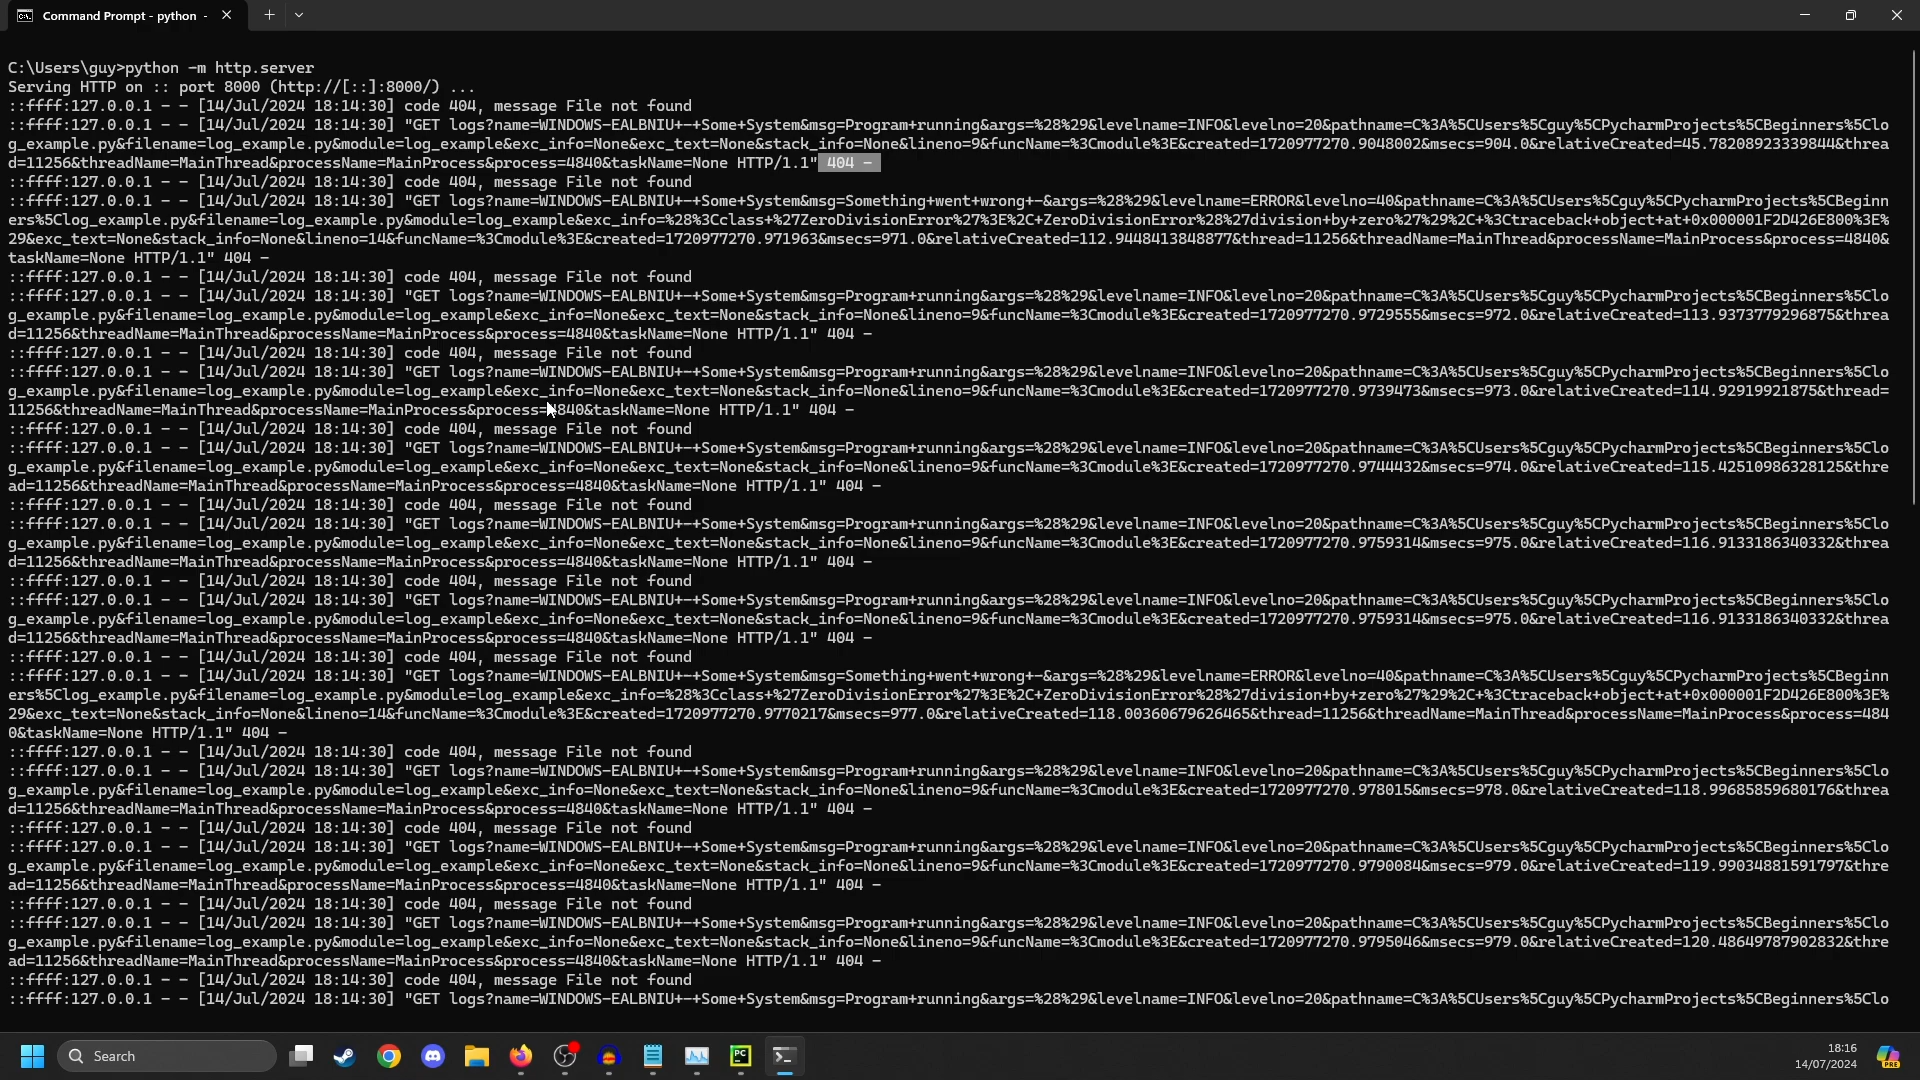 Command Prompt - python -
C:\Users\guy>python -m http.server
Serving HTTP on :: port 8000 (http://[::]:8000/) ...
::ffff:127.0.0.1 - - [14/Jul/2024 18:14:30] code 404, message File not found
::ffff:127.0.0.1 - - [14/Jul/2024 18:14:30] "GET logs?name=WINDOWS-EALBNIU+-+Some+System&msg=Program+running&args=%28%29&levelname=INFO&levelno=20&pathname=C%3A%5CUsers%5Cguy%5CPycharmProjects%5CBeginners%5Clo
g_example.py&filename=log_example.py&module=log_example&exc_info=None&exc_text=None&stack_info=None&lineno=9&funcName=%3Cmodule%3E&created=1720977270.9048002&msecs=904.0&relativeCreated=45.78208923339844&threa
d=11256&threadName=MainThread&processName=MainProcess&process=4840&taskName=None HTTP/1.1" 404 -
::ffff:127.0.0.1 - - [14/Jul/2024 18:14:30] code 404, message File not found
::ffff:127.0.0.1 - - [14/Jul/2024 18:14:30] "GET logs?name=WINDOWS-EALBNIU+-+Some+System&msg=Something+went+wrong+-&args=%28%29&levelname=ERROR&levelno=40&pathname=C%3A%5CUsers%5Cguy%5CPycharmProjects%5CBeginn
ers%5Clog_example.py&filename=log_example.py&module=log_example&exc_info=%28%3Cclass+%27ZeroDivisionError%27%3E%2C+ZeroDivisionError%28%27division+by+zero%27%29%2C+%3Ctraceback+object+at+0x000001F2D426E800%3E%
29&exc_text=None&stack_info=None&lineno=14&funcName=%3Cmodule%3E&created=1720977270.971963&msecs=971.0&relativeCreated=112.9448413848877&thread=11256&threadName=MainThread&processName=MainProcess&process=4840&
taskName=None HTTP/1.1" 404 -
::ffff:127.0.0.1 - - [14/Jul/2024 18:14:30] code 404, message File not found
::ffff:127.0.0.1 - - [14/Jul/2024 18:14:30] "GET logs?name=WINDOWS-EALBNIU+-+Some+System&msg=Program+running&args=%28%29&levelname=INFO&levelno=20&pathname=C%3A%5CUsers%5Cguy%5CPycharmProjects%5CBeginners%5Clo
g_example.py&filename=log_example.py&module=log_example&exc_info=None&exc_text=None&stack_info=None&lineno=9&funcName=%3Cmodule%3E&created=1720977270.9729555&msecs=972.0&relativeCreated=113.9373779296875&threa
d=11256&threadName=MainThread&processName=MainProcess&process=4840&taskName=None HTTP/1.1" 404 -
::ffff:127.0.0.1 - - [14/Jul/2024 18:14:30] code 404, message File not found
::ffff:127.0.0.1 - - [14/Jul/2024 18:14:30] "GET logs?name=WINDOWS-EALBNIU+-+Some+System&msg=Program+running&args=%28%29&levelname=INFO&levelno=20&pathname=C%3A%5CUsers%5Cguy%5CPycharmProjects%5CBeginners%5Clo
g_example.py&filename=log_example.py&module=log_example&exc_info=None&exc_text=None&stack_info=None&lineno=9&funcName=%3Cmodule%3E&created=1720977270.9739473&msecs=973.0&relativeCreated=114.92919921875&thread=
11256&threadName=MainThread&processName=MainProcess&process=4840&taskName=None HTTP/1.1" 404 -
::ffff:127.0.0.1 - - [14/Jul/2024 18:14:30] code 404, message File not found
::ffff:127.0.0.1 - - [14/Jul/2024 18:14:30] "GET logs?name=WINDOWS-EALBNIU+-+Some+System&msg=Program+running&args=%28%29&levelname=INFO&levelno=20&pathname=C%3A%5CUsers%5Cguy%5CPycharmProjects%5CBeginners%5Clo
g_example.py&filename=log_example.py&module=log_example&exc_info=None&exc_text=None&stack_info=None&lineno=9&funcName=%3Cmodule%3E&created=1720977270.9744432&msecs=974.0&relativeCreated=115.42510986328125&thre
ad=11256&threadName=MainThread&processName=MainProcess&process=4840&taskName=None HTTP/1.1" 404 -
::ffff:127.0.0.1 - - [14/Jul/2024 18:14:30] code 404, message File not found
::ffff:127.0.0.1 - - [14/Jul/2024 18:14:30] "GET logs?name=WINDOWS-EALBNIU+-+Some+System&msg=Program+running&args=%28%29&levelname=INFO&levelno=20&pathname=C%3A%5CUsers%5Cguy%5CPycharmProjects%5CBeginners%5Clo
g_example.py&filename=log_example.py&module=log_example&exc_info=None&exc_text=None&stack_info=None&lineno=9&funcName=%3Cmodule%3E&created=1720977270.9759314&msecs=975.0&relativeCreated=116.9133186340332&threa
d=11256&threadName=MainThread&processName=MainProcess&process=4840&taskName=None HTTP/1.1" 404 -
::ffff:127.0.0.1 - - [14/Jul/2024 18:14:30] code 404, message File not found
::ffff:127.0.0.1 - - [14/Jul/2024 18:14:30] "GET logs?name=WINDOWS-EALBNIU+-+Some+System&msg=Program+running&args=%28%29&levelname=INFO&levelno=20&pathname=C%3A%5CUsers%5Cguy%5CPycharmProjects%5CBeginners%5Clo
g_example.py&filename=log_example.py&module=log_example&exc_info=None&exc_text=None&stack_info=None&lineno=9&funcName=%3Cmodule%3E&created=1720977270.9759314&msecs=975.0&relativeCreated=116.9133186340332&threa
d=11256&threadName=MainThread&processName=MainProcess&process=4840&taskName=None HTTP/1.1" 404 -
::ffff:127.0.0.1 - - [14/Jul/2024 18:14:30] code 404, message File not found
::ffff:127.0.0.1 - - [14/Jul/2024 18:14:30] "GET logs?name=WINDOWS-EALBNIU+-+Some+System&msg=Something+went+wrong+-&args=%28%29&levelname=ERROR&levelno=40&pathname=C%3A%5CUsers%5Cguy%5CPycharmProjects%5CBeginn
ers%5Clog_example.py&filename=log_example.py&module=log_example&exc_info=%28%3Cclass+%27ZeroDivisionError%27%3E%2C+ZeroDivisionError%28%27division+by+zero%27%29%2C+%3Ctraceback+object+at+0x000001F2D426E800%3E%
29&exc_text=None&stack_info=None&lineno=14&funcName=%3Cmodule%3E&created=1720977270.9770217&msecs=977.0&relativeCreated=118.00360679626465&thread=11256&threadName=MainThread&processName=MainProcess&process=484
0&taskName=None HTTP/1.1" 404 -
::ffff:127.0.0.1 - - [14/Jul/2024 18:14:30] code 404, message File not found
::ffff:127.0.0.1 - - [14/Jul/2024 18:14:30] "GET logs?name=WINDOWS-EALBNIU+-+Some+System&msg=Program+running&args=%28%29&levelname=INFO&levelno=20&pathname=C%3A%5CUsers%5Cguy%5CPycharmProjects%5CBeginners%5Clo
g_example.py&filename=log_example.py&module=log_example&exc_info=None&exc_text=None&stack_info=None&lineno=9&funcName=%3Cmodule%3E&created=1720977270.978015&msecs=978.0&relativeCreated=118.99685859680176&threa
d=11256&threadName=MainThread&processName=MainProcess&process=4840&taskName=None HTTP/1.1" 404 -
::ffff:127.0.0.1 - - [14/Jul/2024 18:14:30] code 404, message File not found
::ffff:127.0.0.1 - - [14/Jul/2024 18:14:30] "GET logs?name=WINDOWS-EALBNIU+-+Some+System&msg=Program+running&args=%28%29&levelname=INFO&levelno=20&pathname=C%3A%5CUsers%5Cguy%5CPycharmProjects%5CBeginners%5Clo
g_example.py&filename=log_example.py&module=log_example&exc_info=None&exc_text=None&stack_info=None&lineno=9&funcName=%3Cmodule%3E&created=1720977270.9790084&msecs=979.0&relativeCreated=119.99034881591797&thre
ad=11256&threadName=MainThread&processName=MainProcess&process=4840&taskName=None HTTP/1.1" 404 -
::ffff:127.0.0.1 - - [14/Jul/2024 18:14:30] code 404, message File not found
::ffff:127.0.0.1 - - [14/Jul/2024 18:14:30] "GET logs?name=WINDOWS-EALBNIU+-+Some+System&msg=Program+running&args=%28%29&levelname=INFO&levelno=20&pathname=C%3A%5CUsers%5Cguy%5CPycharmProjects%5CBeginners%5Clo
g_example.py&filename=log_example.py&module=log_example&exc_info=None&exc_text=None&stack_info=None&lineno=9&funcName=%3Cmodule%3E&created=1720977270.9795046&msecs=979.0&relativeCreated=120.48649787902832&thre
ad=11256&threadName=MainThread&processName=MainProcess&process=4840&taskName=None HTTP/1.1" 404 -
::ffff:127.0.0.1 - - [14/Jul/2024 18:14:30] code 404, message File not found
::ffff:127.0.0.1 - - [14/Jul/2024 18:14:30] "GET logs?name=WINDOWS-EALBNIU+-+Some+System&msg=Program+running&args=%28%29&levelname=INFO&levelno=20&pathname=C%3A%5CUsers%5Cguy%5CPycharmProjects%5CBeginners%5Clo
Search
PC
18:16
14/07/2024
PRE